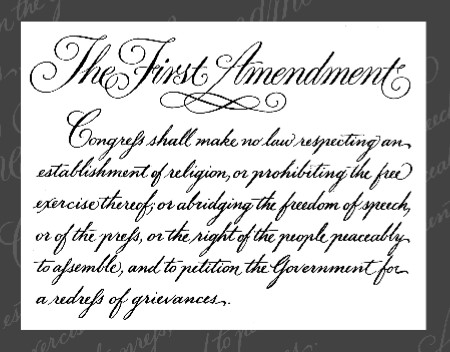 The First Amendment
Congreſs shall make no law respecting an
establishment of religion, or prohibiting the free
exercise thereof; or abridging the freedom of speech,
or of the preſs, or the right of the people peaceably
to aſsemble, and to petition the Government for
a redreſs of grievances.